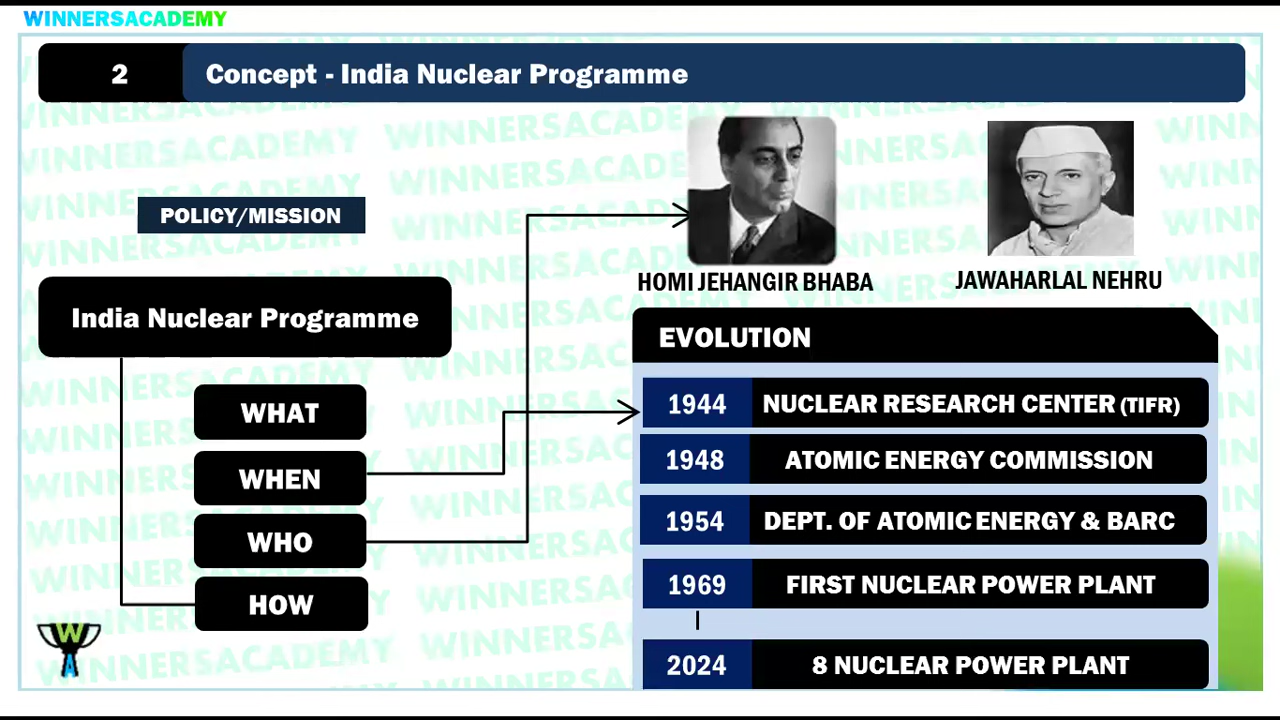 WINNERSACADEMY
2 Concept - India Nuclear Programme
POLICY/MISSION
India Nuclear Programme
WHAT
WHEN
WHO
HOW
HOMI JEHANGIR BHABA
JAWAHARLAL NEHRU
EVOLUTION
1944 NUCLEAR RESEARCH CENTER (TIFR)
1948 ATOMIC ENERGY COMMISSION
1954 DEPT. OF ATOMIC ENERGY & BARC
1969 FIRST NUCLEAR POWER PLANT
2024 8 NUCLEAR POWER PLANT
WA